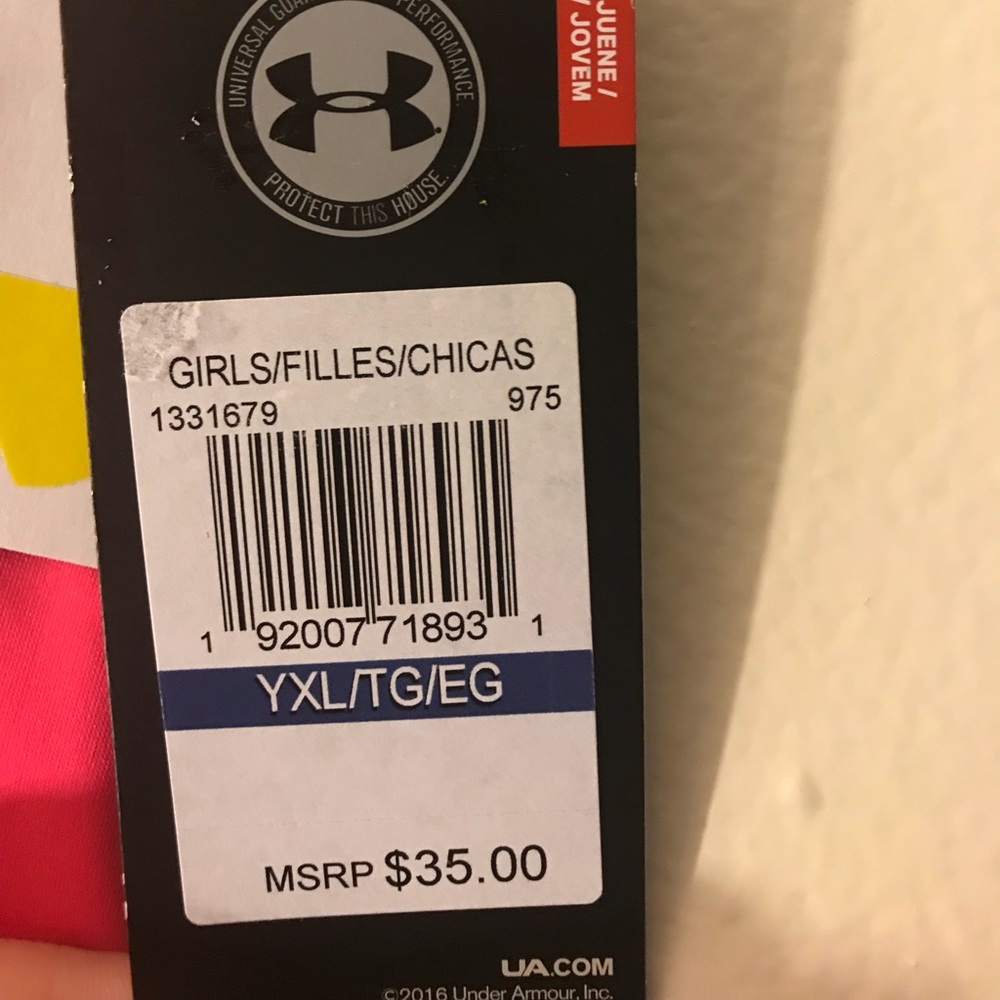 UNIVERSAL PERFORMANCE.
PROTECT THIS HOUSE.
JUENE /
/ JOVEM
GIRLS/FILLES/CHICAS
1331679 975
1 92007 71893 1
YXL/TG/EG
MSRP $35.00
UA.COM
©2016 Under Armour, Inc.